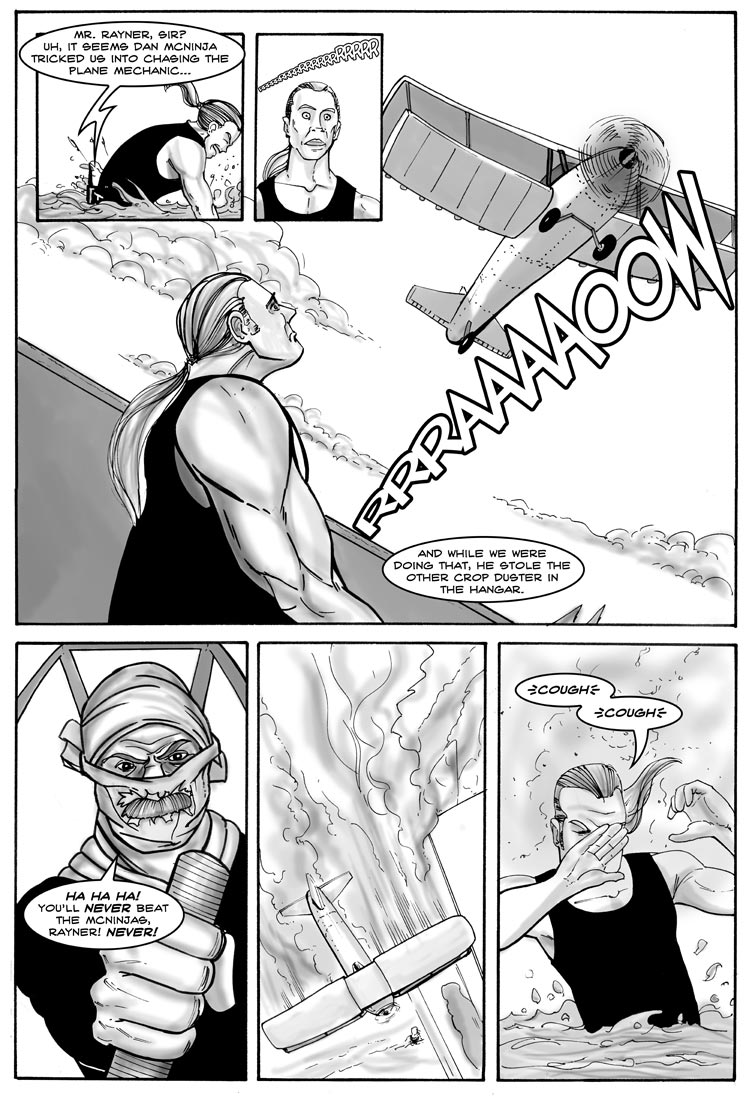 MR. RAYNER, SIR?
UH, IT SEEMS DAN MCNINJA
TRICKED US INTO CHASING THE
PLANE MECHANIC...
RRRRAAAAOOW
AND WHILE WE WERE
DOING THAT, HE STOLE THE
OTHER CROP DUSTER IN
THE HANGAR.
HA HA HA!
YOU'LL NEVER BEAT
THE MCNINJAS,
RAYNER! NEVER!
COUGH
COUGH